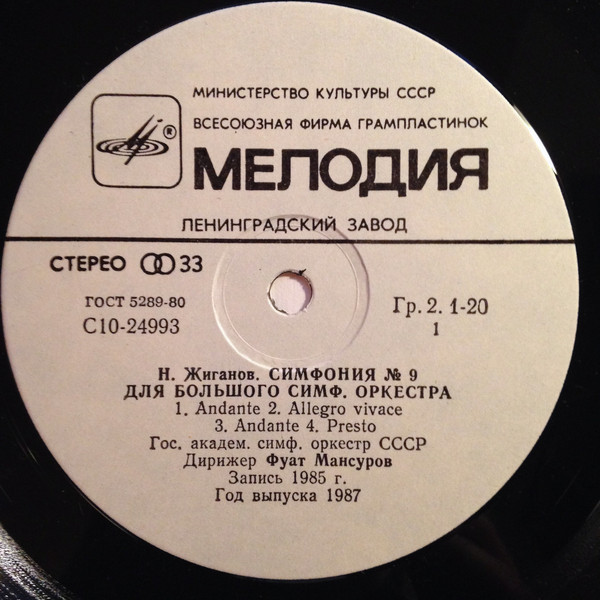 МИНИСТЕРСТВО КУЛЬТУРЫ СССР
ВСЕСОЮЗНАЯ ФИРМА ГРАМПЛАСТИНОК
®
МЕЛОДИЯ
ЛЕНИНГРАДСКИЙ ЗАВОД
СТЕРЕО 33
ГОСТ 5289-80
С10-24993
Гр. 2. 1-20
1
Н. Жиганов. СИМФОНИЯ № 9
ДЛЯ БОЛЬШОГО СИМФ. ОРКЕСТРА
1. Andante 2. Allegro vivace
3. Andante 4. Presto
Гос. академ. симф. оркестр СССР
Дирижер Фуат Мансуров
Запись 1985 г.
Год выпуска 1987